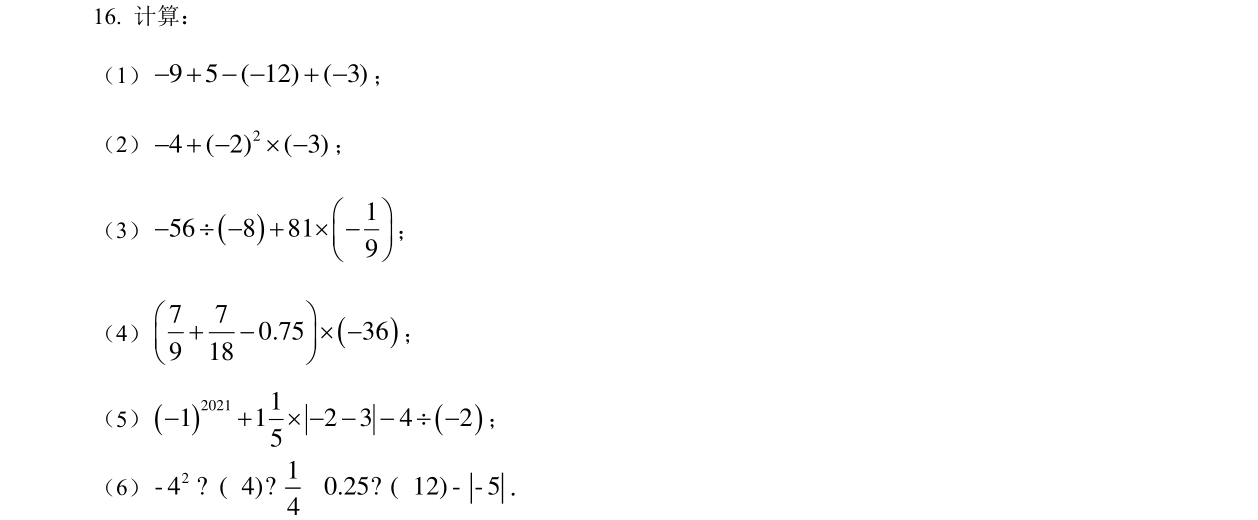 16. 计算：
（1）−9+5−(−12)+(−3)；
（2）−4+(−2)²×(−3)；
（3）−56÷(−8)+81×(−1/9)；
（4）(7/9+7/18−0.75)×(−36)；
（5）(−1)²⁰²¹+1 1/5×|−2−3|−4÷(−2)；
（6）-4² ? ( 4)? 1/4 0.25? ( 12)- |-5| .